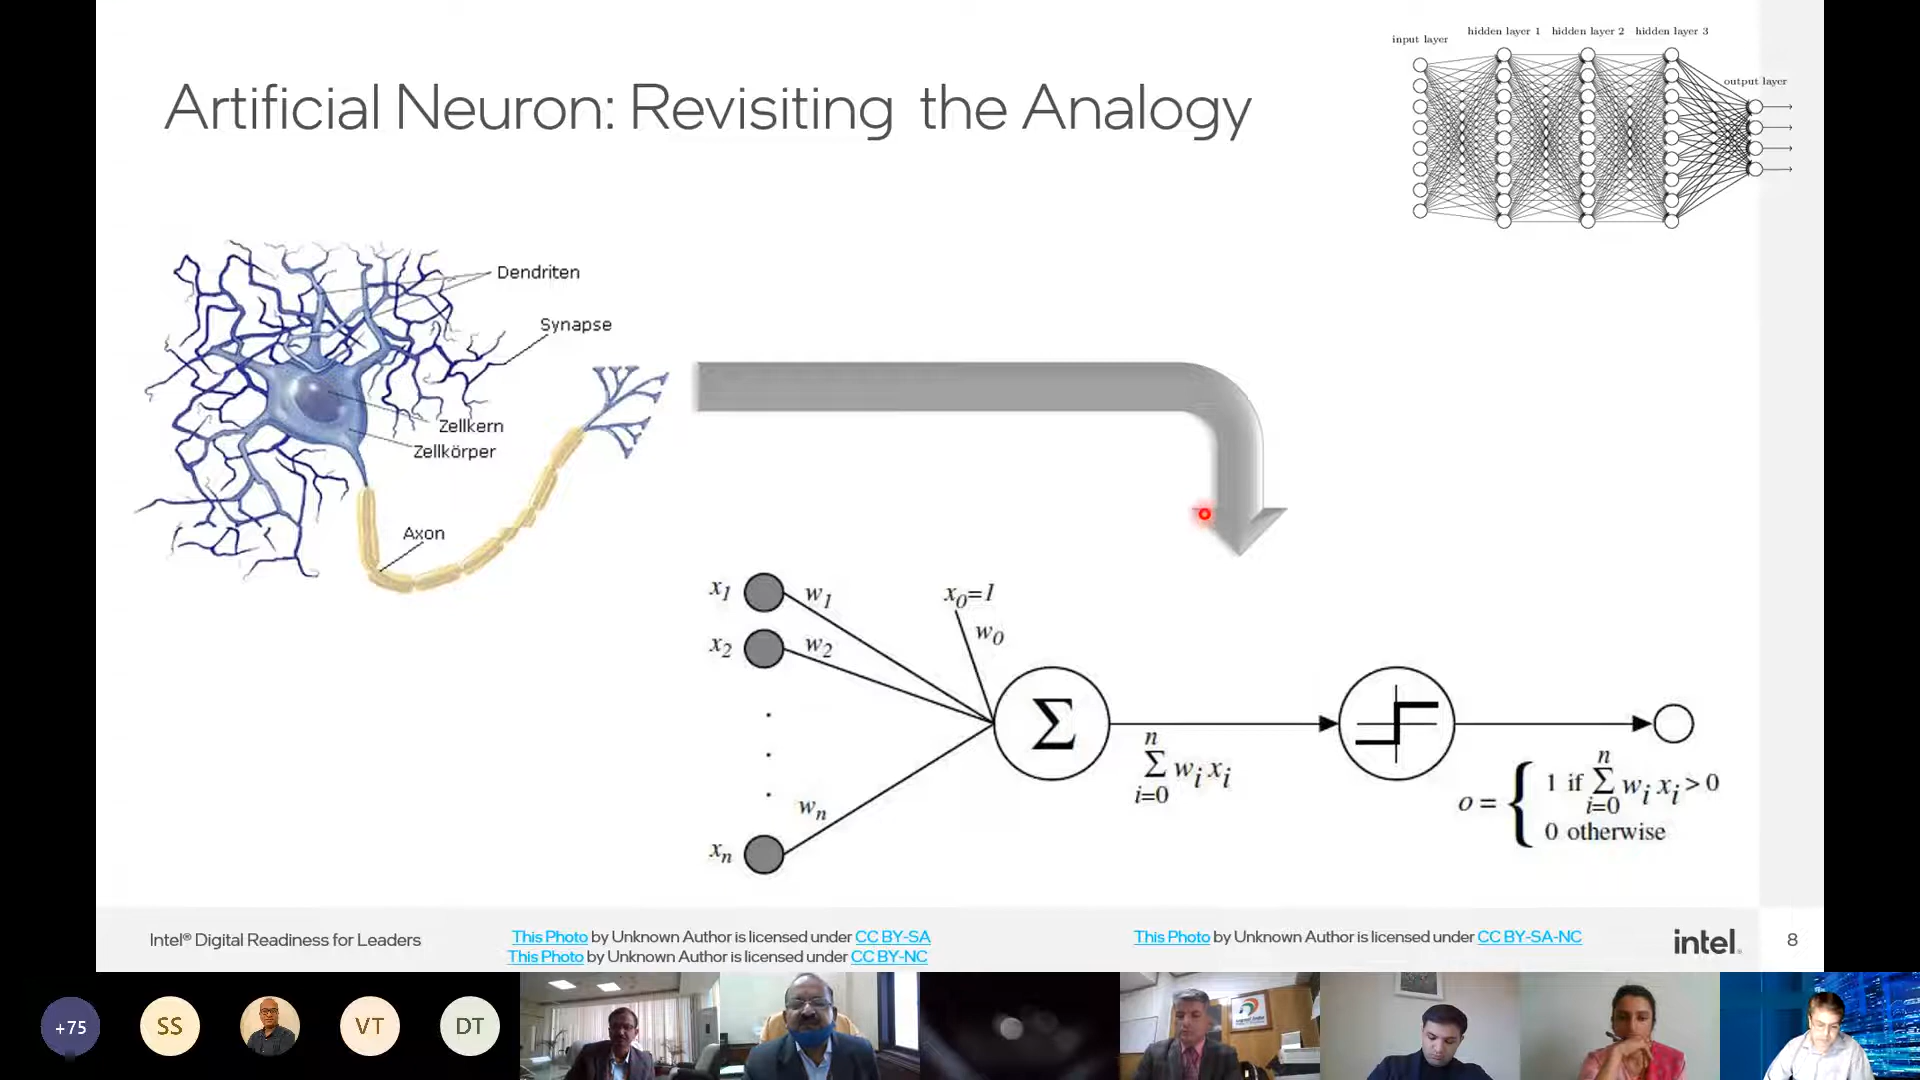 input layer
hidden layer 1 hidden layer 2 hidden layer 3
output layer
Artificial Neuron: Revisiting the Analogy
Dendriten
Synapse
Zellkern
Zellkörper
Axon
x1 w1
x2 w2
x0=1
w0
Σ
n
Σ wi xi
i=0
wn
xn
n
o = { 1 if Σ wi xi > 0
i=0
0 otherwise
Intel® Digital Readiness for Leaders
This Photo by Unknown Author is licensed under CC BY-SA
This Photo by Unknown Author is licensed under CC BY-NC
This Photo by Unknown Author is licensed under CC BY-SA-NC
intel.
8
+75
SS
VT
DT